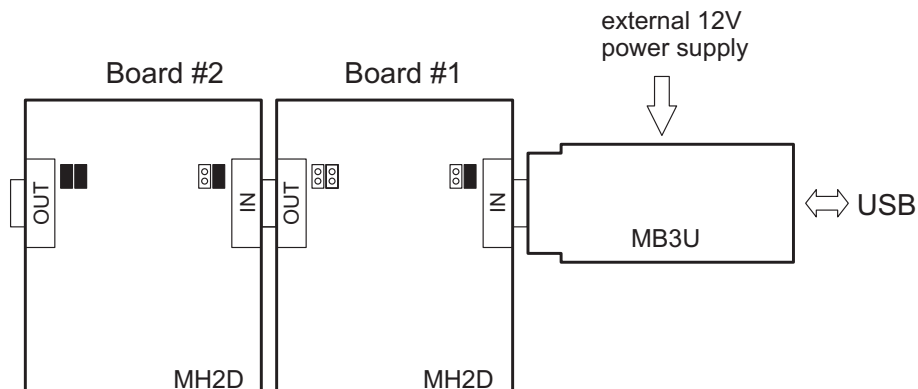 external 12V
power supply
Board #2
Board #1
OUT
IN
OUT
IN
MB3U
USB
MH2D
MH2D